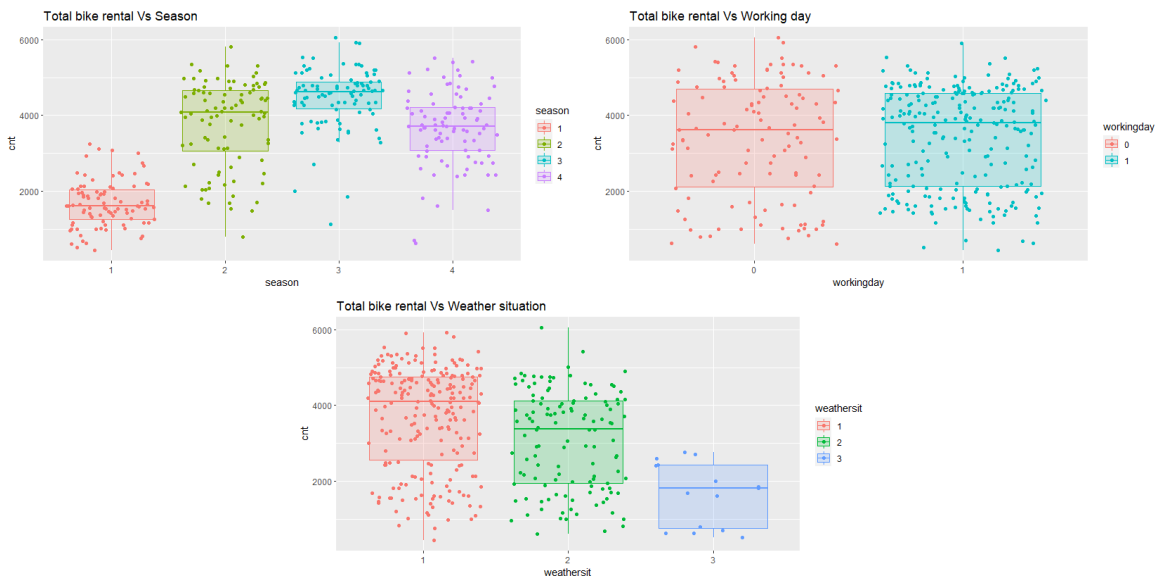 Total bike rental Vs Season
6000
4000
2000
cnt
1
2
3
4
season
season
1
2
3
4
Total bike rental Vs Working day
6000
4000
2000
cnt
0
1
workingday
workingday
0
1
Total bike rental Vs Weather situation
6000
4000
2000
cnt
1
2
3
weathersit
weathersit
1
2
3